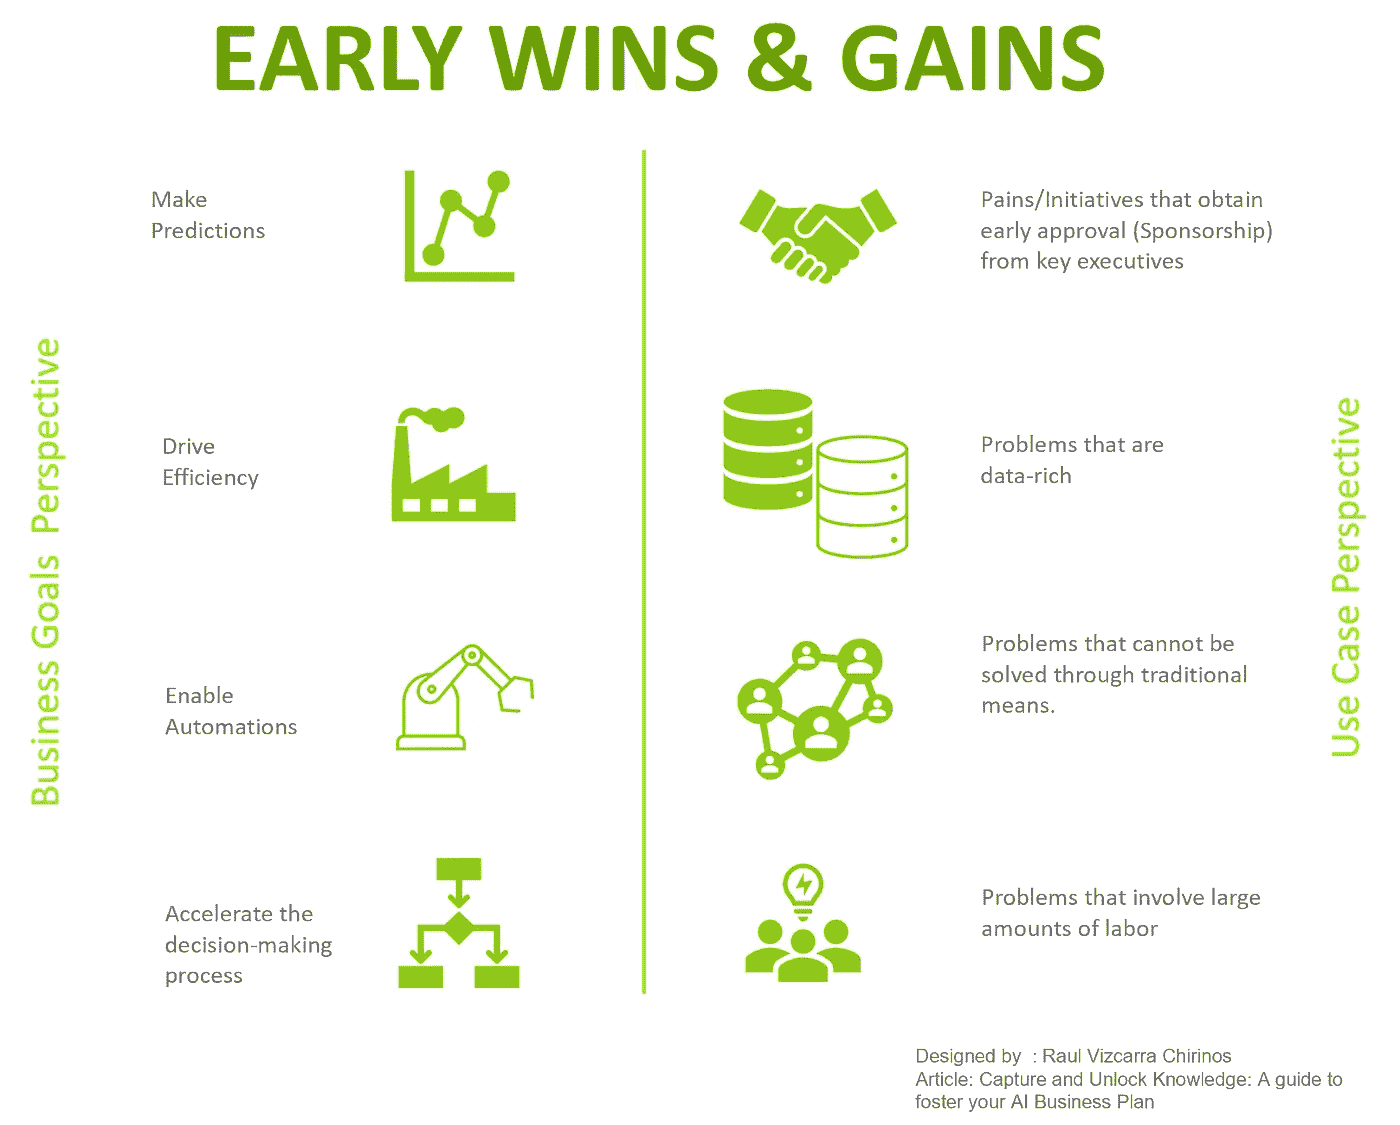 EARLY WINS & GAINS
Business Goals Perspective
Make
Predictions
Drive
Efficiency
Enable
Automations
Accelerate the
decision-making
process
Pains/Initiatives that obtain
early approval (Sponsorship)
from key executives
Problems that are
data-rich
Problems that cannot be
solved through traditional
means.
Problems that involve large
amounts of labor
Use Case Perspective
Designed by  : Raul Vizcarra Chirinos
Article: Capture and Unlock Knowledge: A guide to
foster your AI Business Plan